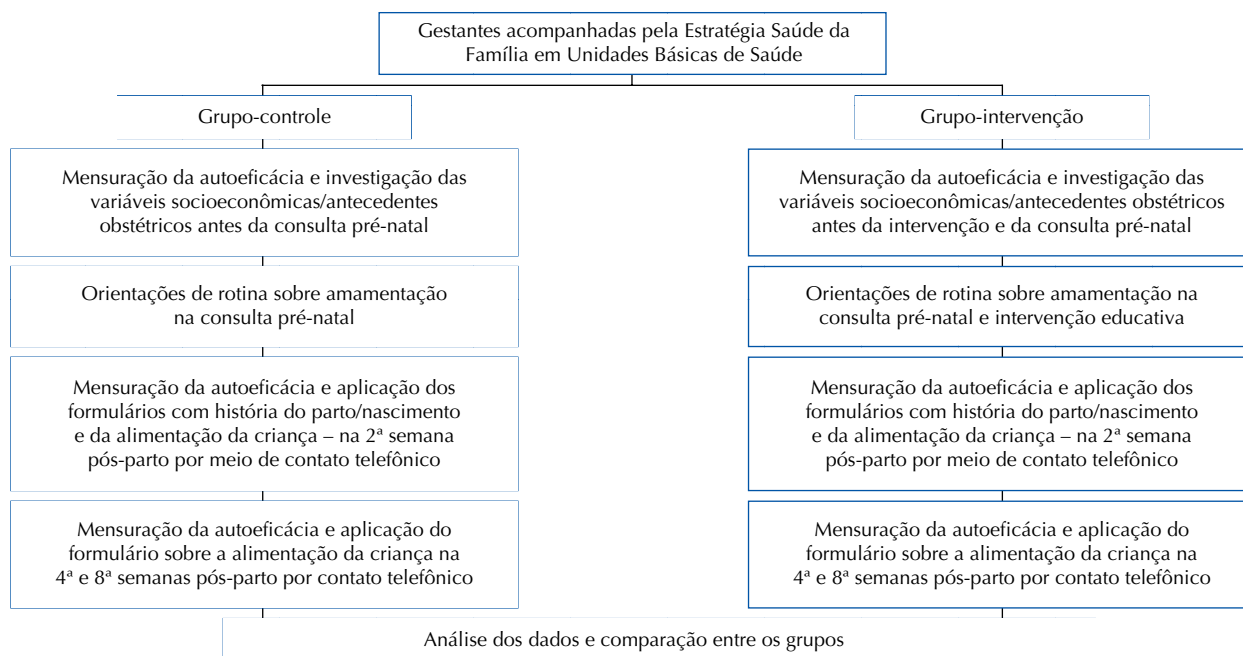 Gestantes acompanhadas pela Estratégia Saúde da
Família em Unidades Básicas de Saúde
Grupo-controle
Mensuração da autoeficácia e investigação das
variáveis socioeconômicas/antecedentes
obstétricos antes da consulta pré-natal
Orientações de rotina sobre amamentação
na consulta pré-natal
Mensuração da autoeficácia e aplicação dos
formulários com história do parto/nascimento
e da alimentação da criança – na 2ª semana
pós-parto por meio de contato telefônico
Mensuração da autoeficácia e aplicação do
formulário sobre a alimentação da criança na
4ª e 8ª semanas pós-parto por contato telefônico
Grupo-intervenção
Mensuração da autoeficácia e investigação das
variáveis socioeconômicas/antecedentes obstétricos
antes da intervenção e da consulta pré-natal
Orientações de rotina sobre amamentação na
consulta pré-natal e intervenção educativa
Mensuração da autoeficácia e aplicação dos
formulários com história do parto/nascimento
e da alimentação da criança – na 2ª semana
pós-parto por meio de contato telefônico
Mensuração da autoeficácia e aplicação do
formulário sobre a alimentação da criança na
4ª e 8ª semanas pós-parto por contato telefônico
Análise dos dados e comparação entre os grupos